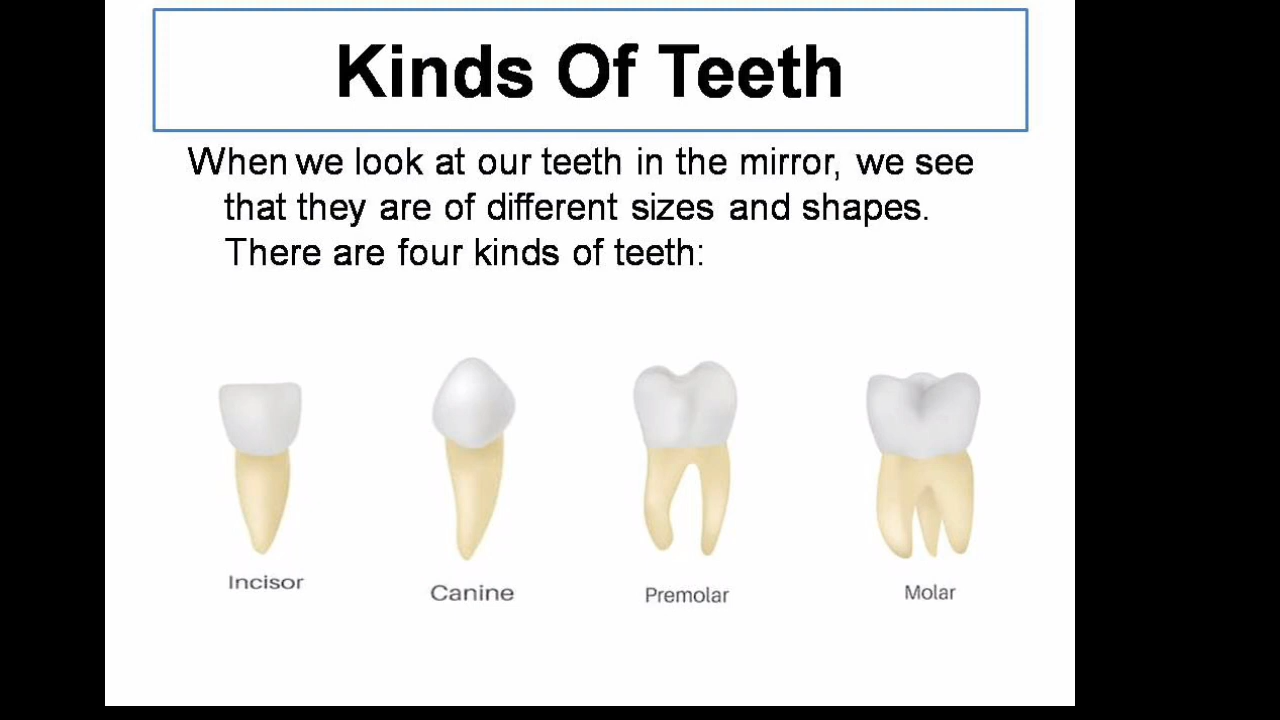 Kinds Of Teeth
When we look at our teeth in the mirror, we see
that they are of different sizes and shapes.
There are four kinds of teeth:
Incisor
Canine
Premolar
Molar